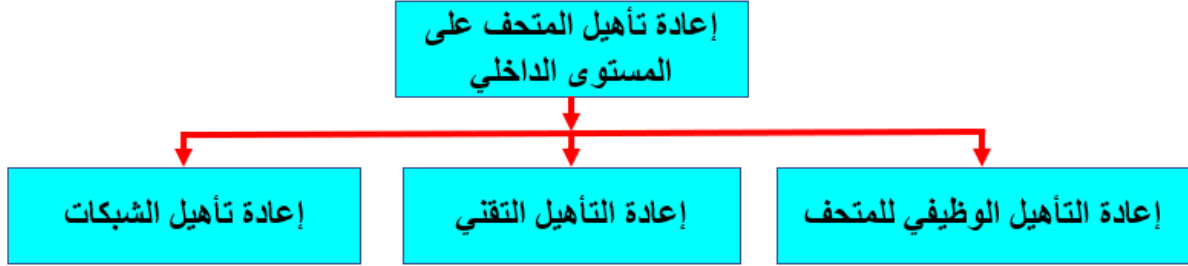 إعادة تأهيل المتحف على
المستوى الداخلي
إعادة التأهيل الوظيفي للمتحف
إعادة التأهيل التقني
إعادة تأهيل الشبكات